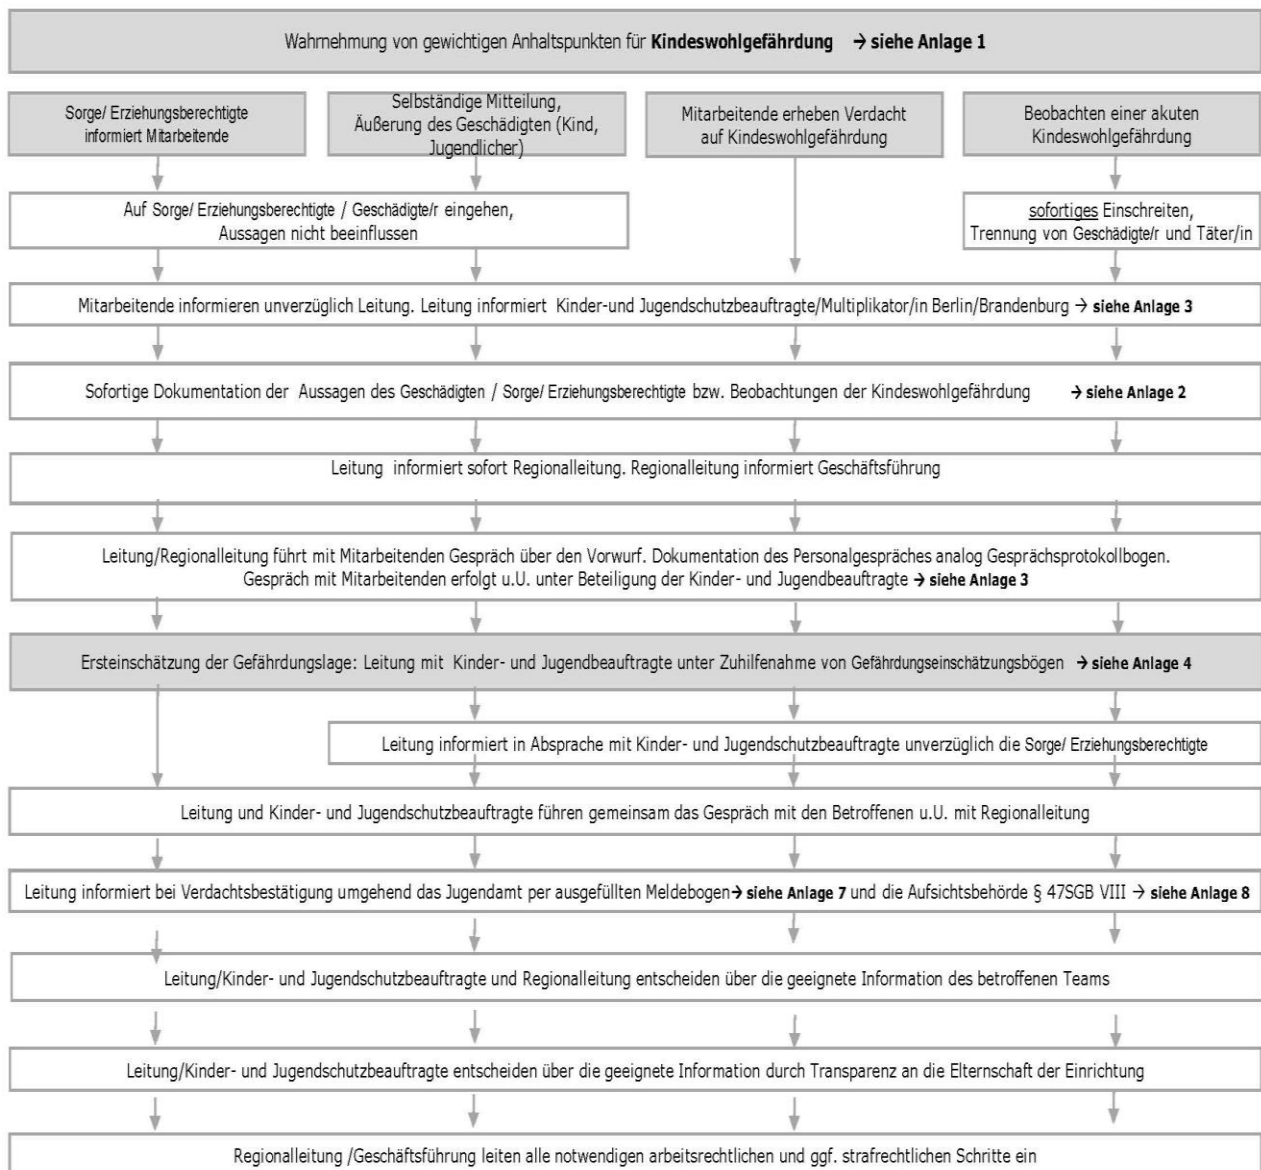 Wahrnehmung von gewichtigen Anhaltspunkten für Kindeswohlgefährdung → siehe Anlage 1
Sorge/ Erziehungsberechtigte
informiert Mitarbeitende
Selbständige Mitteilung,
Äußerung des Geschädigten (Kind,
Jugendlicher)
Mitarbeitende erheben Verdacht
auf Kindeswohlgefährdung
Beobachten einer akuten
Kindeswohlgefährdung
Auf Sorge/ Erziehungsberechtigte / Geschädigte/r eingehen,
Aussagen nicht beeinflussen
sofortiges Einschreiten,
Trennung von Geschädigte/r und Täter/in
Mitarbeitende informieren unverzüglich Leitung. Leitung informiert Kinder-und Jugendschutzbeauftragte/Multiplikator/in Berlin/Brandenburg → siehe Anlage 3
Sofortige Dokumentation der Aussagen des Geschädigten / Sorge/ Erziehungsberechtigte bzw. Beobachtungen der Kindeswohlgefährdung → siehe Anlage 2
Leitung informiert sofort Regionalleitung. Regionalleitung informiert Geschäftsführung
Leitung/Regionalleitung führt mit Mitarbeitenden Gespräch über den Vorwurf. Dokumentation des Personalgespräches analog Gesprächsprotokollbogen.
Gespräch mit Mitarbeitenden erfolgt u.U. unter Beteiligung der Kinder- und Jugendbeauftragte → siehe Anlage 3
Ersteinschätzung der Gefährdungslage: Leitung mit Kinder- und Jugendbeauftragte unter Zuhilfenahme von Gefährdungseinschätzungsbögen → siehe Anlage 4
Leitung informiert in Absprache mit Kinder- und Jugendschutzbeauftragte unverzüglich die Sorge/ Erziehungsberechtigte
Leitung und Kinder- und Jugendschutzbeauftragte führen gemeinsam das Gespräch mit den Betroffenen u.U. mit Regionalleitung
Leitung informiert bei Verdachtsbestätigung umgehend das Jugendamt per ausgefüllten Meldebogen→ siehe Anlage 7 und die Aufsichtsbehörde § 47SGB VIII → siehe Anlage 8
Leitung/Kinder- und Jugendschutzbeauftragte und Regionalleitung entscheiden über die geeignete Information des betroffenen Teams
Leitung/Kinder- und Jugendschutzbeauftragte entscheiden über die geeignete Information durch Transparenz an die Elternschaft der Einrichtung
Regionalleitung /Geschäftsführung leiten alle notwendigen arbeitsrechtlichen und ggf. strafrechtlichen Schritte ein